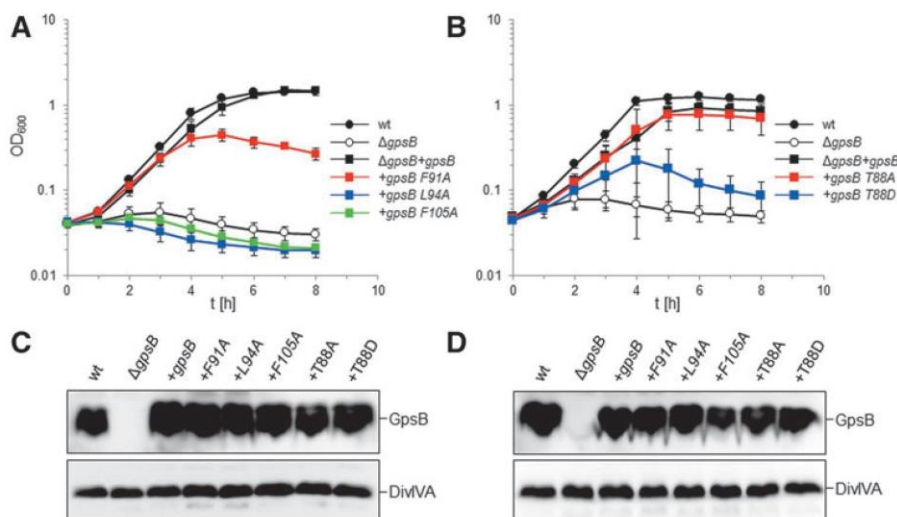 A
OD600
10
1
0.1
0.01
0 2 4 6 8 10
t [h]
wt
ΔgpsB
ΔgpsB+gpsB
+gpsB F91A
+gpsB L94A
+gpsB F105A
B
10
1
0.1
0.01
0 2 4 6 8 10
t [h]
wt
ΔgpsB
ΔgpsB+gpsB
+gpsB T88A
+gpsB T88D
C
wt ΔgpsB +gpsB +F91A +L94A +F105A +T88A +T88D
GpsB
DivIVA
D
wt ΔgpsB +gpsB +F91A +L94A +F105A +T88A +T88D
GpsB
DivIVA